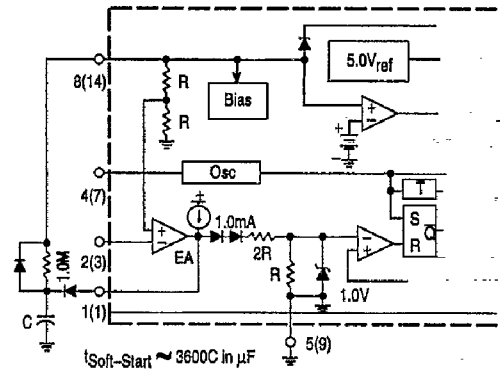 5.0Vref
8(14)
R
Bias
R
+
−
+
−
Osc
4(7)
T
+
1.0mA
S
Q
R
2(3)
+
−
EA
2R
−
+
1.0M
R
1.0V
1(1)
C
5(9)
tSoft–Start ≈ 3600C in μF